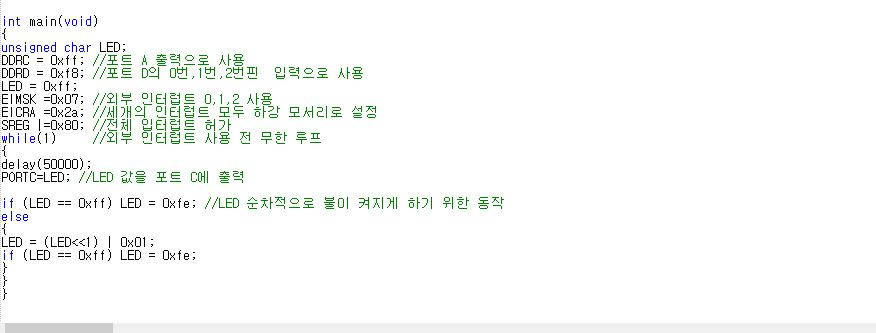 int main(void)
{
unsigned char LED;
DDRC = 0xff; //포트 A 출력으로 사용
DDRD = 0xf8; //포트 D의 0번,1번,2번핀 입력으로 사용
LED = 0xff;
EIMSK =0x07; //외부 인터럽트 0,1,2 사용
EICRA =0x2a; //세개의 인터럽트 모두 하강 모서리로 설정
SREG |=0x80; //전체 입터럽트 허가
while(1) //외부 인터럽트 사용 전 무한 루프
{
delay(50000);
PORTC=LED; //LED 값을 포트 C에 출력
if (LED == 0xff) LED = 0xfe; //LED 순차적으로 불이 켜지게 하기 위한 동작
else
{
LED = (LED<<1) | 0x01;
if (LED == 0xff) LED = 0xfe;
}
}
}